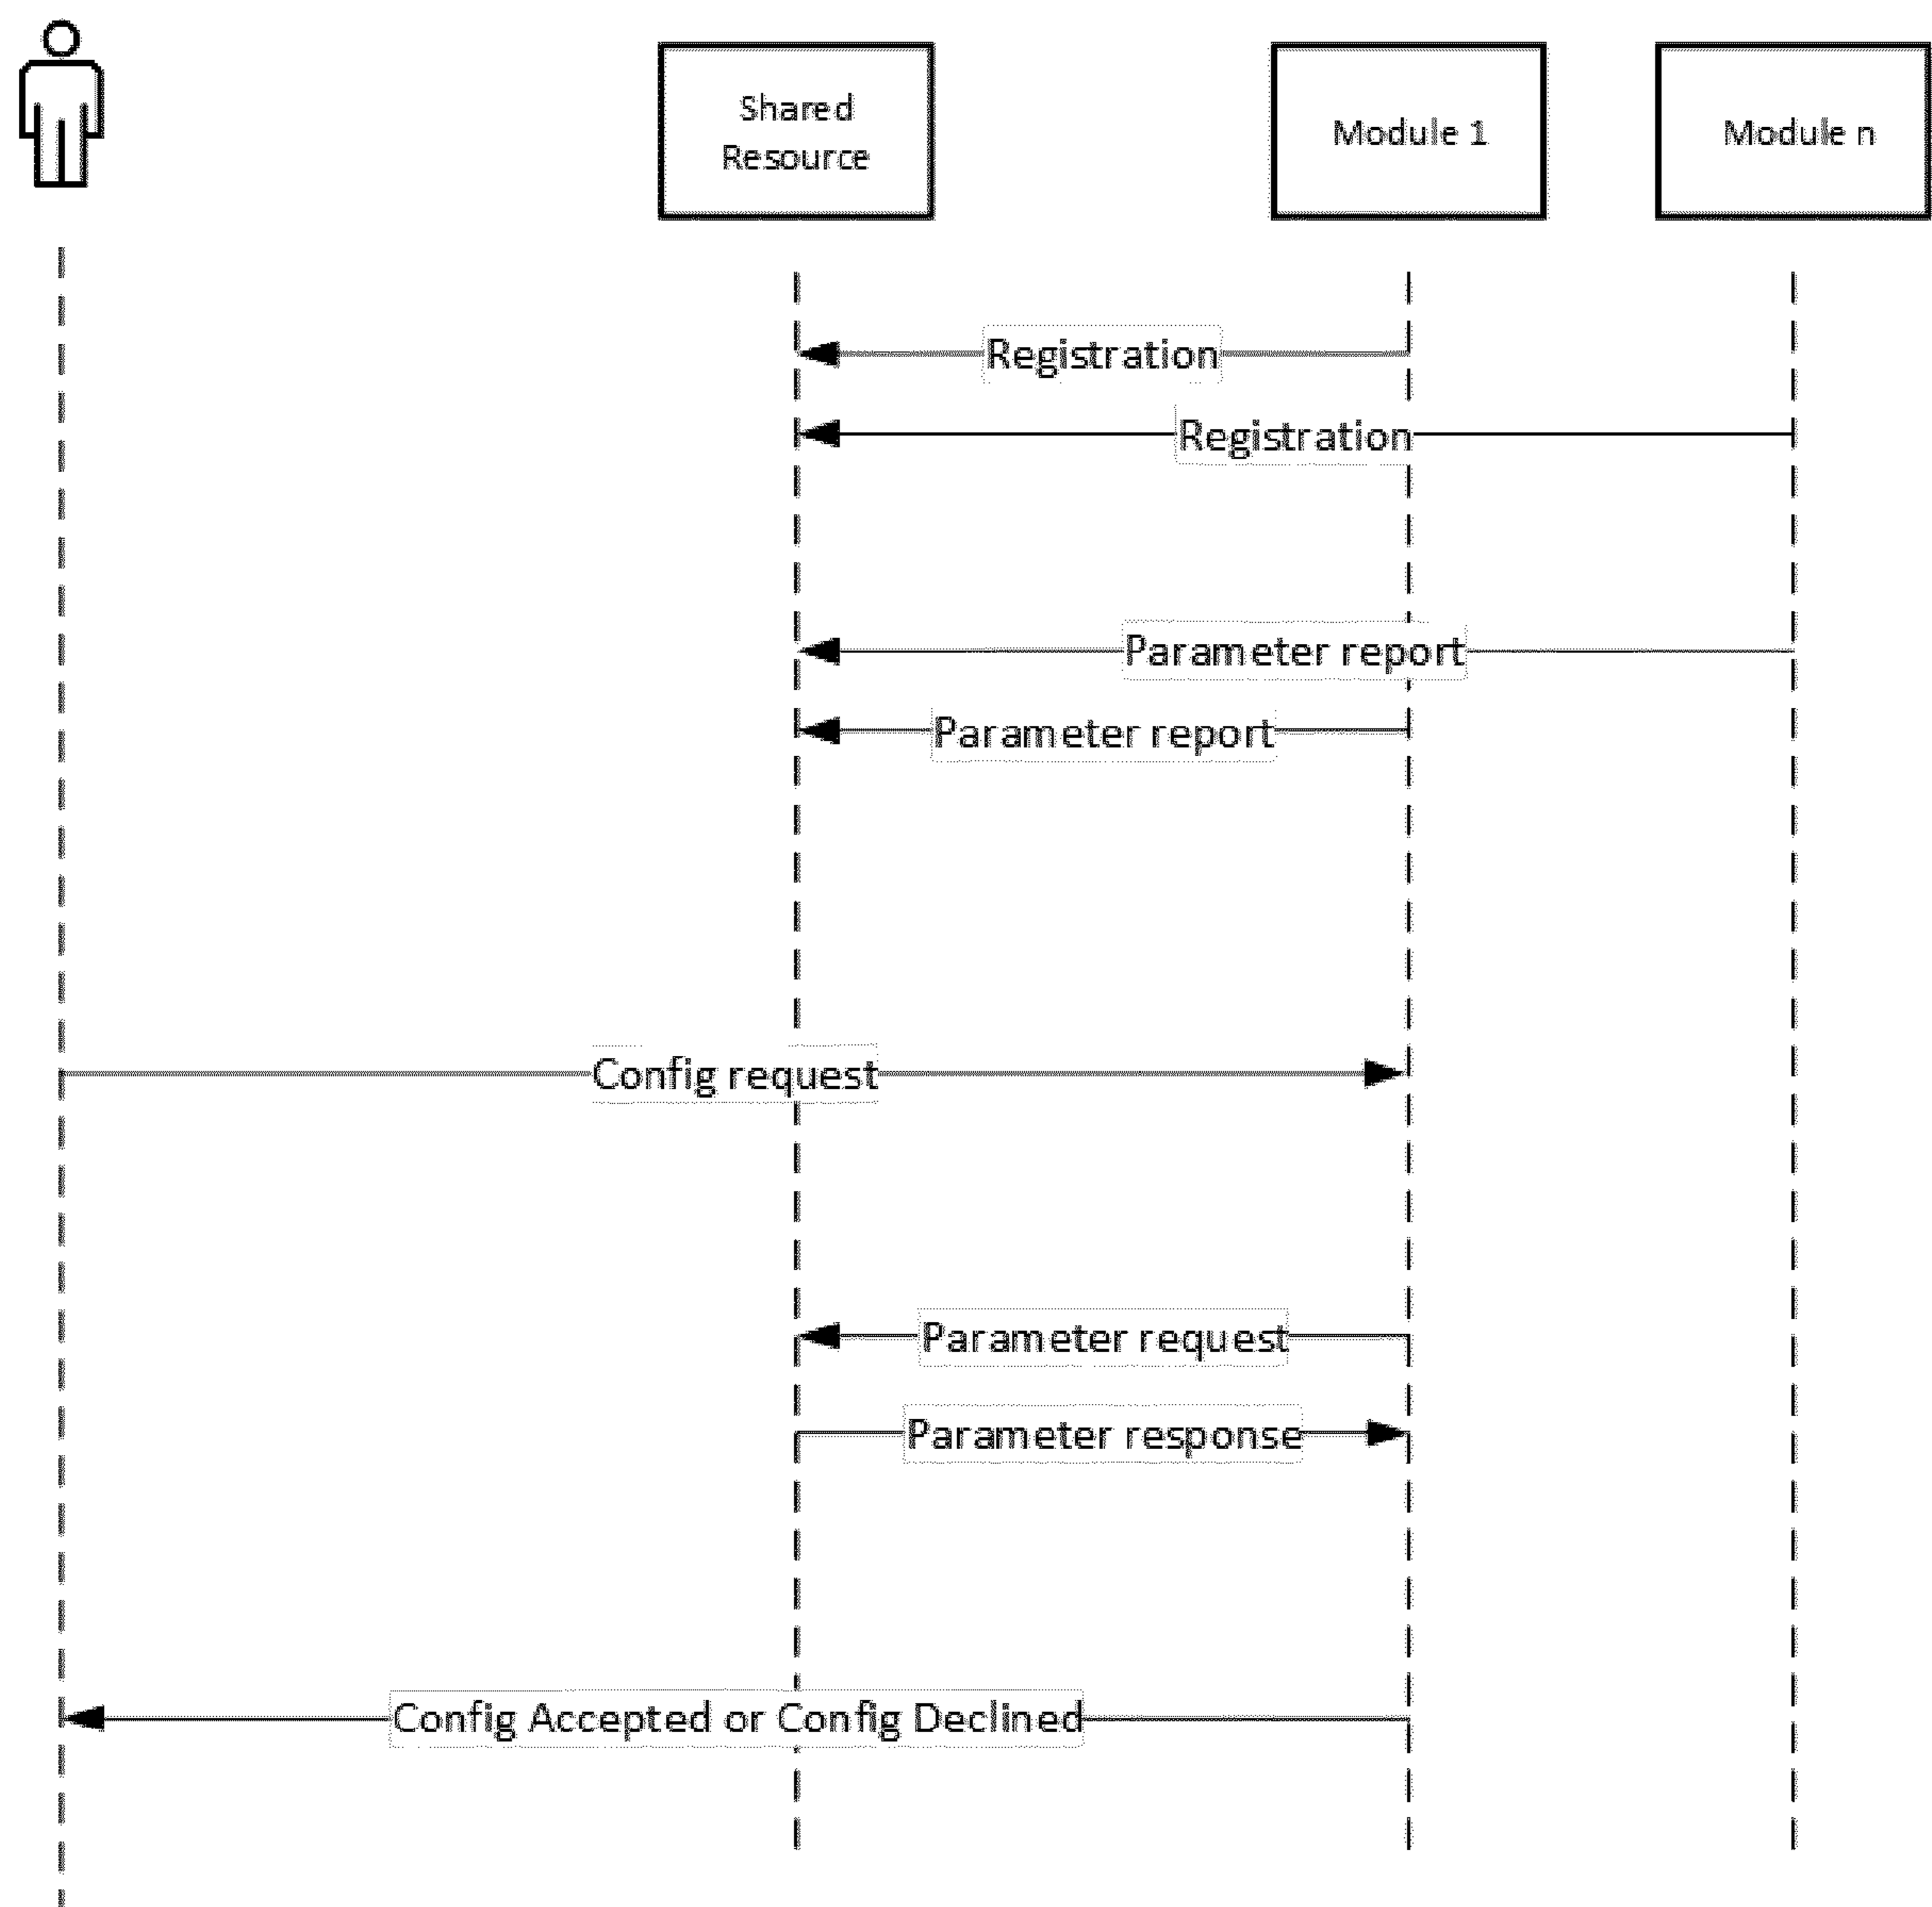 Shared
Resource
Module 1
Module n
Registration
Registration
Parameter report
Parameter report
Config request
Parameter request
Parameter response
Config Accepted or Config Declined